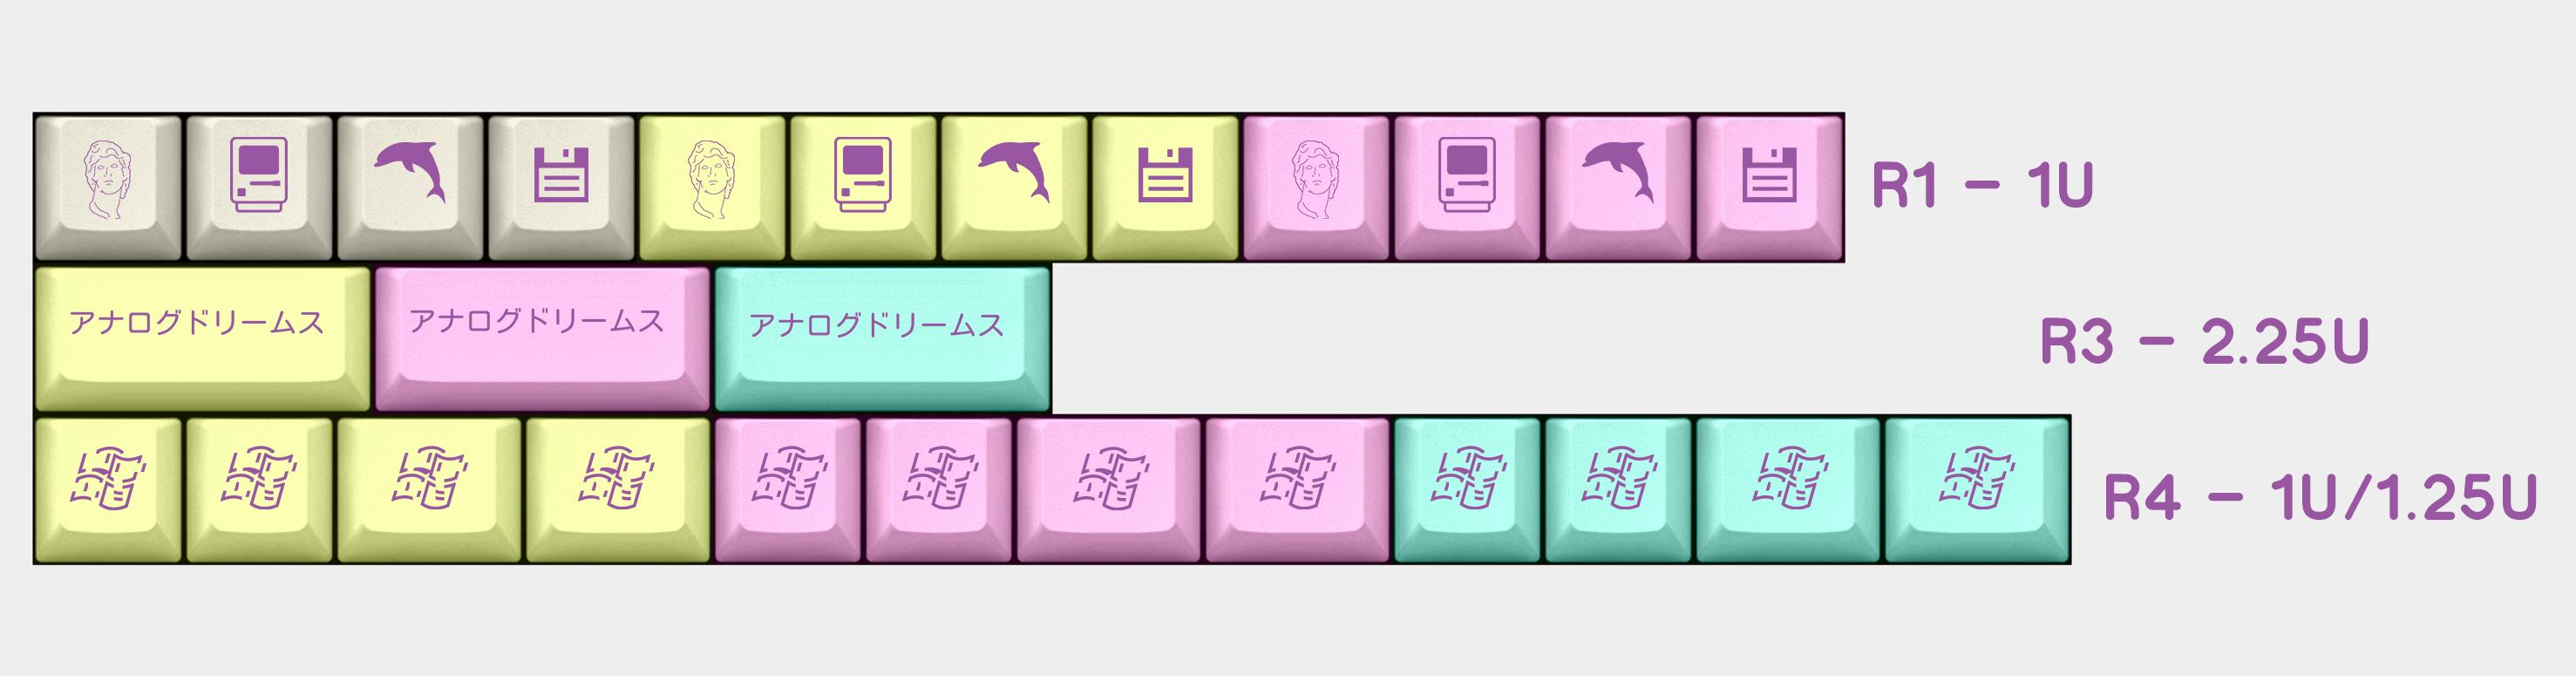 R1 - 1U
アナログドリームス アナログドリームス アナログドリームス
R3 - 2.25U
R4 - 1U/1.25U